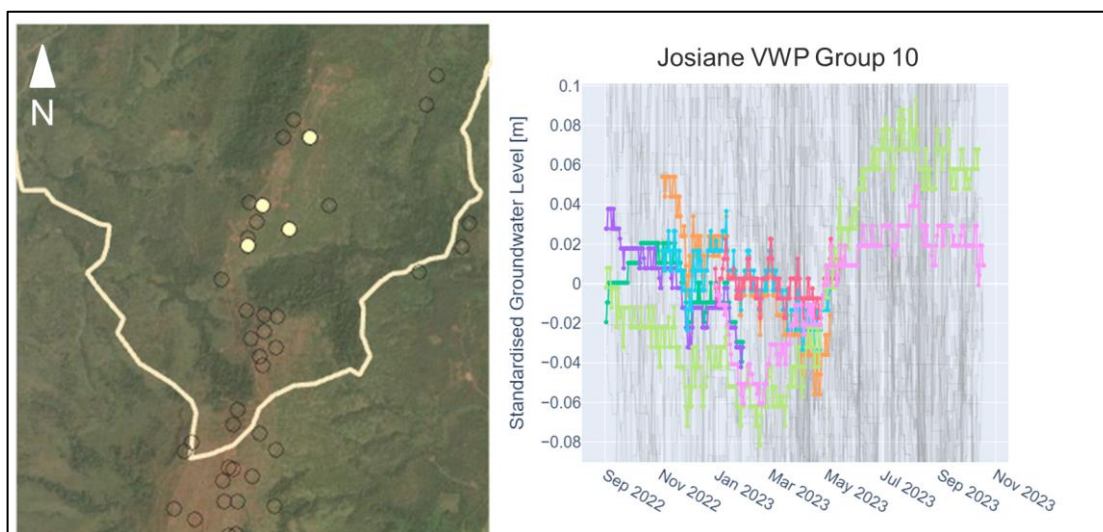 N
Josiane VWP Group 10
Standardised Groundwater Level [m]
0.1
0.08
0.06
0.04
0.02
0
−0.02
−0.04
−0.06
−0.08
Sep 2022
Nov 2022
Jan 2023
Mar 2023
May 2023
Jul 2023
Sep 2023
Nov 2023